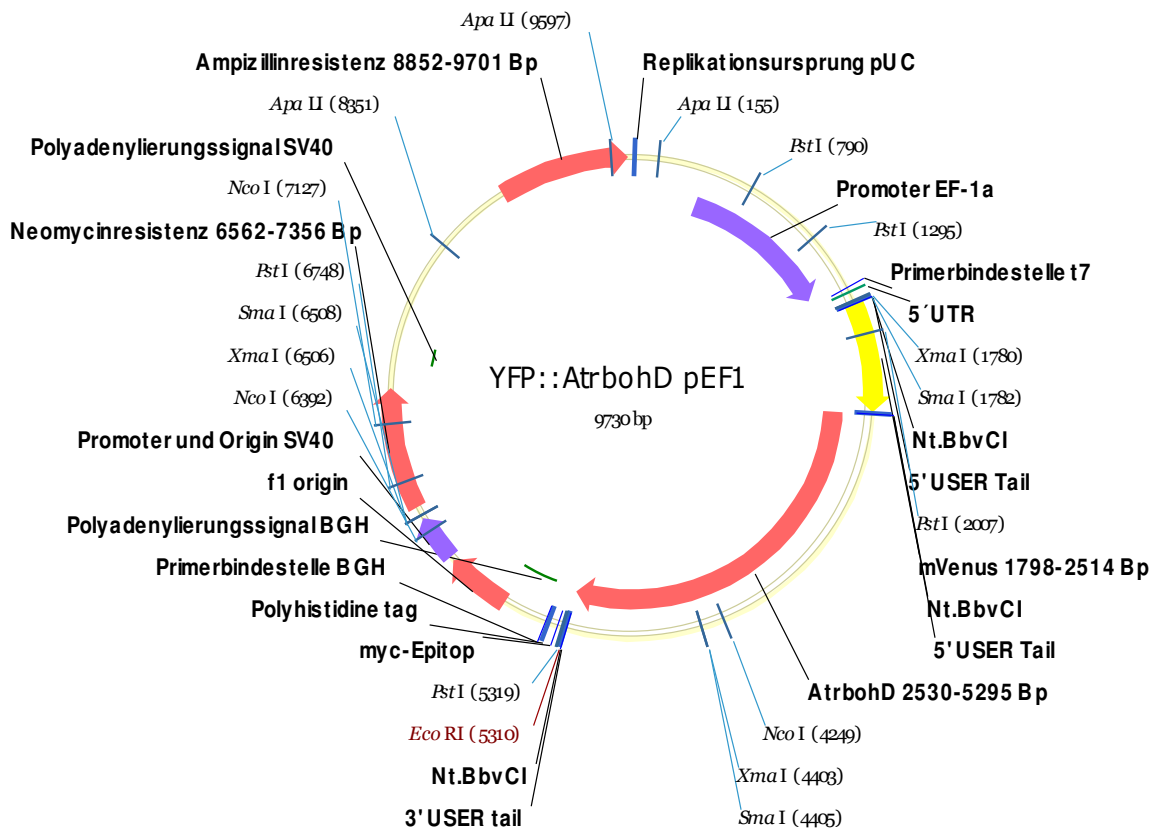 Apa LI (9597)
Ampizillinresistenz 8852-9701 Bp
Replikationsursprung pUC
Apa LI (8351)
Apa LI (155)
Polyadenylierungssignal SV40
Pst I (790)
Nco I (7127)
Promoter EF-1a
Neomycinresistenz 6562-7356 Bp
Pst I (1295)
Pst I (6748)
Primerbindestelle t7
5´UTR
Sma I (6508)
Xma I (6506)
Xma I (1780)
YFP::AtrbohD pEF1
9730 bp
Nco I (6392)
Sma I (1782)
Promoter und Origin SV40
Nt.BbvCI
f1 origin
5' USER Tail
Polyadenylierungssignal BGH
Pst I (2007)
Primerbindestelle BGH
mVenus 1798-2514 Bp
Polyhistidine tag
Nt.BbvCI
myc-Epitop
5' USER Tail
Pst I (5319)
AtrbohD 2530-5295 Bp
Eco RI (5310)
Nco I (4249)
Nt.BbvCI
Xma I (4403)
3' USER tail
Sma I (4405)